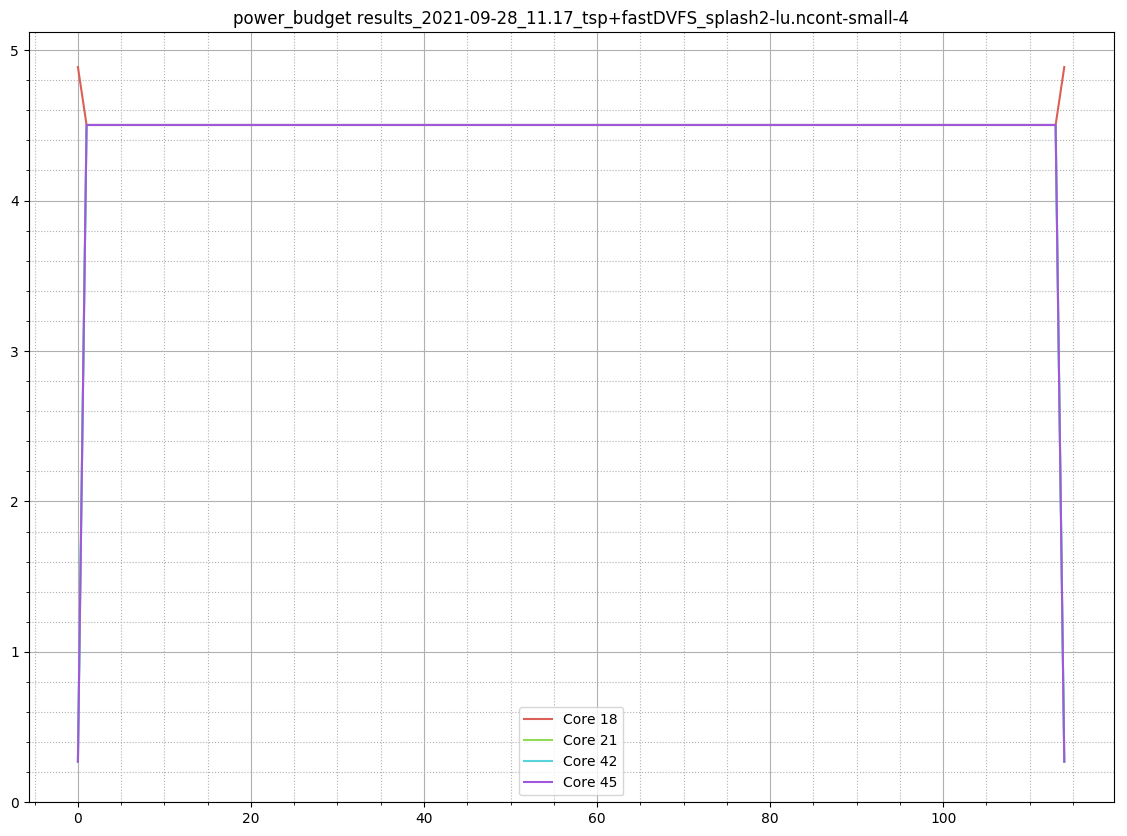 power_budget results_2021-09-28_11.17_tsp+fastDVFS_splash2-lu.ncont-small-4
5
4
3
2
1
0
Core 18
Core 21
Core 42
Core 45
0 20 40 60 80 100